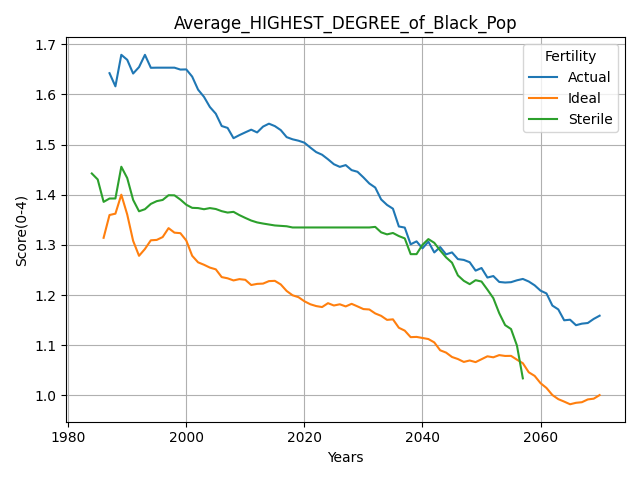 Average_HIGHEST_DEGREE_of_Black_Pop
Score(0-4)
1.7
1.6
1.5
1.4
1.3
1.2
1.1
1.0
Fertility
Actual
Ideal
Sterile
1980 2000 2020 2040 2060
Years